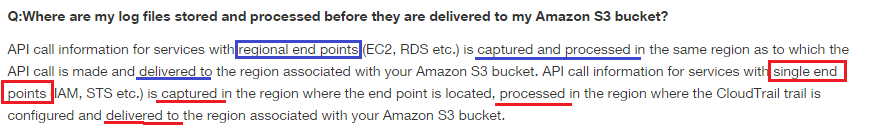 Q:Where are my log files stored and processed before they are delivered to my Amazon S3 bucket?
API call information for services with regional end points (EC2, RDS etc.) is captured and processed in the same region as to which the
API call is made and delivered to the region associated with your Amazon S3 bucket. API call information for services with single end
points (IAM, STS etc.) is captured in the region where the end point is located, processed in the region where the CloudTrail trail is
configured and delivered to the region associated with your Amazon S3 bucket.